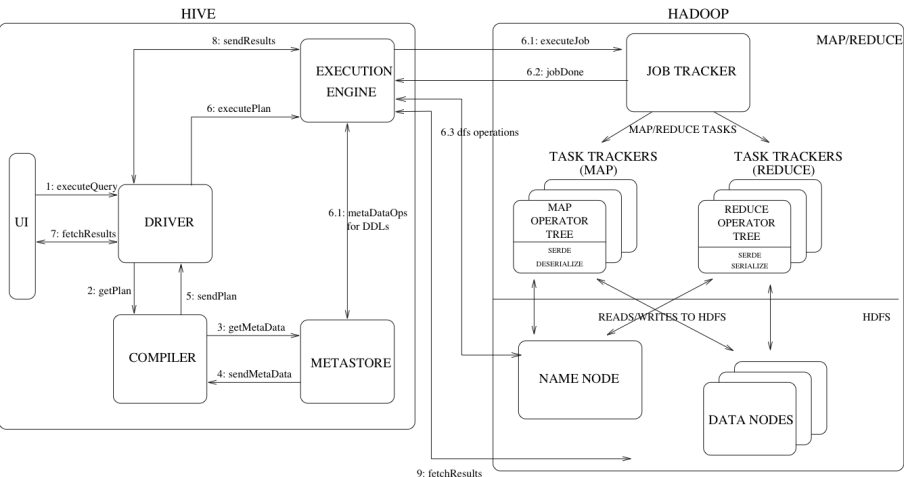 HIVE
HADOOP
8: sendResults
6.1: executeJob
MAP/REDUCE
EXECUTION
ENGINE
6.2: jobDone
JOB TRACKER
6: executePlan
6.3 dfs operations
MAP/REDUCE TASKS
TASK TRACKERS
(MAP)
TASK TRACKERS
(REDUCE)
1: executeQuery
UI
DRIVER
6.1: metaDataOps
for DDLs
MAP
OPERATOR
TREE
SERDE
DESERIALIZE
REDUCE
OPERATOR
TREE
SERDE
SERIALIZE
7: fetchResults
2: getPlan
5: sendPlan
READS/WRITES TO HDFS
HDFS
3: getMetaData
COMPILER
METASTORE
4: sendMetaData
NAME NODE
DATA NODES
9: fetchResults